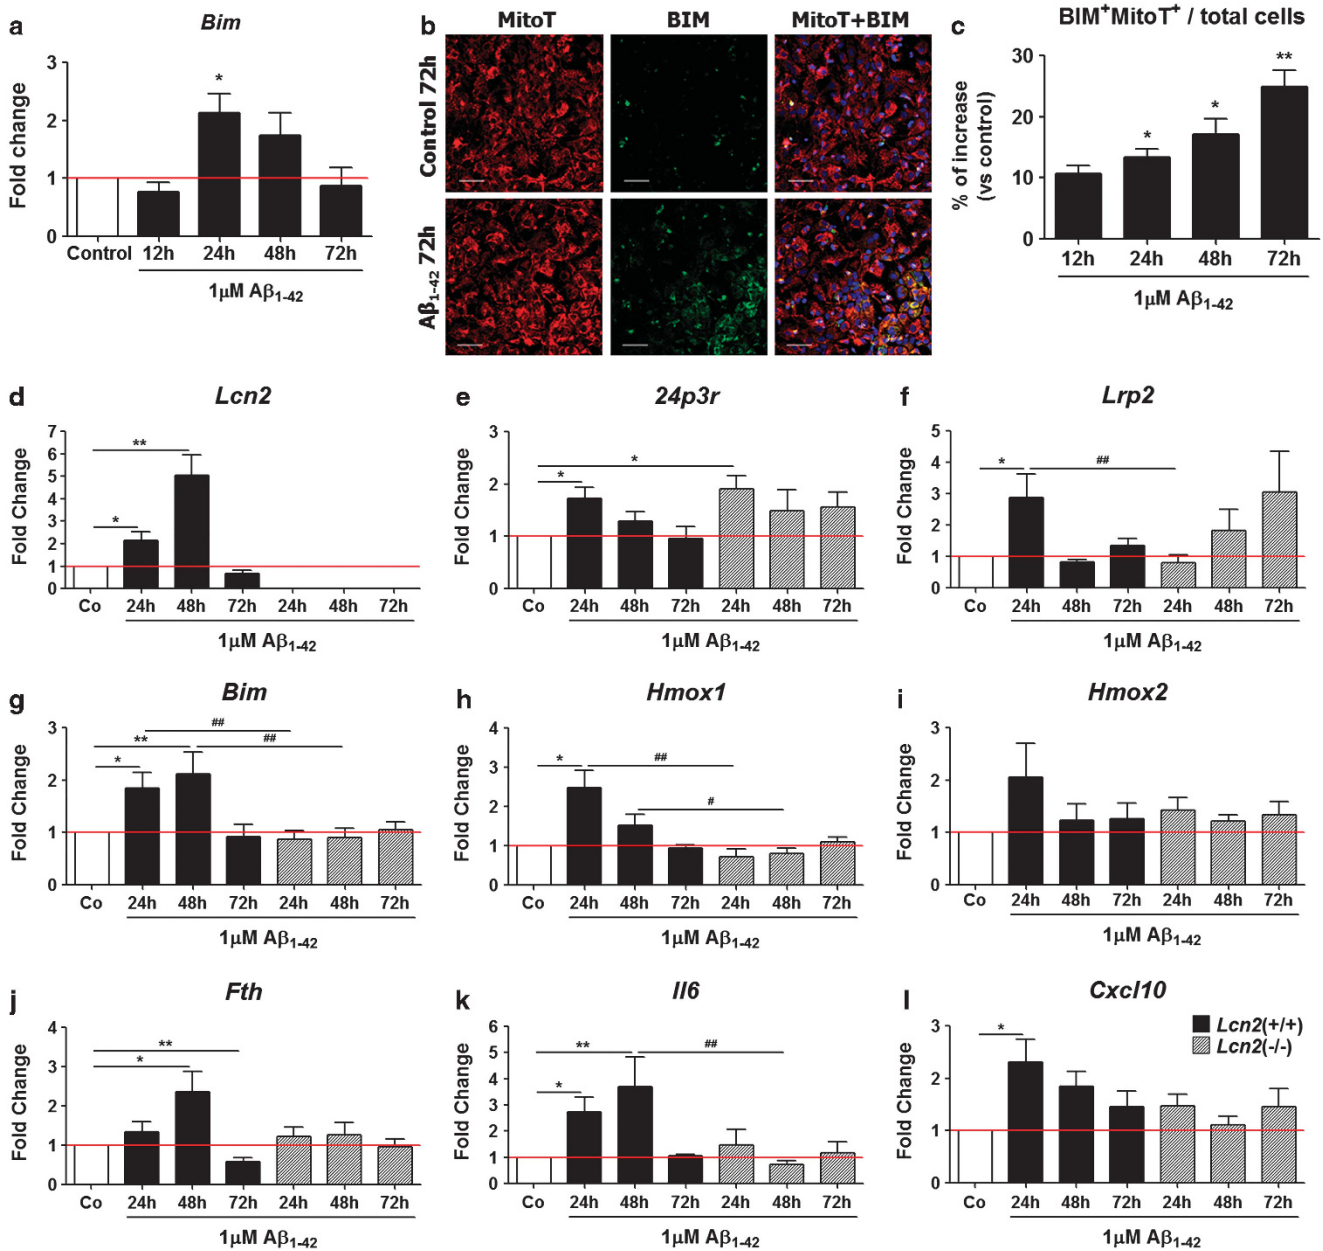 a
Bim
Fold change
3
2
1
0
Control 12h 24h 48h 72h
*
1μM Aβ1-42
b
MitoT BIM MitoT+BIM
Control 72h
Aβ1-42 72h
c
BIM+MitoT+ / total cells
% of increase
(vs control)
30
20
10
0
* * **
12h 24h 48h 72h
1μM Aβ1-42
d
Lcn2
Fold Change
7
6
5
4
3
2
1
0
**
*
Co 24h 48h 72h 24h 48h 72h
1μM Aβ1-42
e
24p3r
Fold Change
3
2
1
0
*
*
Co 24h 48h 72h 24h 48h 72h
1μM Aβ1-42
f
Lrp2
Fold Change
5
4
3
2
1
0
* ##
Co 24h 48h 72h 24h 48h 72h
1μM Aβ1-42
g
Bim
Fold Change
3
2
1
0
##
** ##
*
Co 24h 48h 72h 24h 48h 72h
1μM Aβ1-42
h
Hmox1
Fold Change
4
3
2
1
0
* ##
#
Co 24h 48h 72h 24h 48h 72h
1μM Aβ1-42
i
Hmox2
Fold Change
3
2
1
0
Co 24h 48h 72h 24h 48h 72h
1μM Aβ1-42
j
Fth
Fold Change
4
3
2
1
0
**
*
Co 24h 48h 72h 24h 48h 72h
1μM Aβ1-42
k
Il6
Fold Change
6
5
4
3
2
1
0
** ##
*
Co 24h 48h 72h 24h 48h 72h
1μM Aβ1-42
l
Cxcl10
Fold Change
3
2
1
0
*
Lcn2(+/+)
Lcn2(-/-)
Co 24h 48h 72h 24h 48h 72h
1μM Aβ1-42